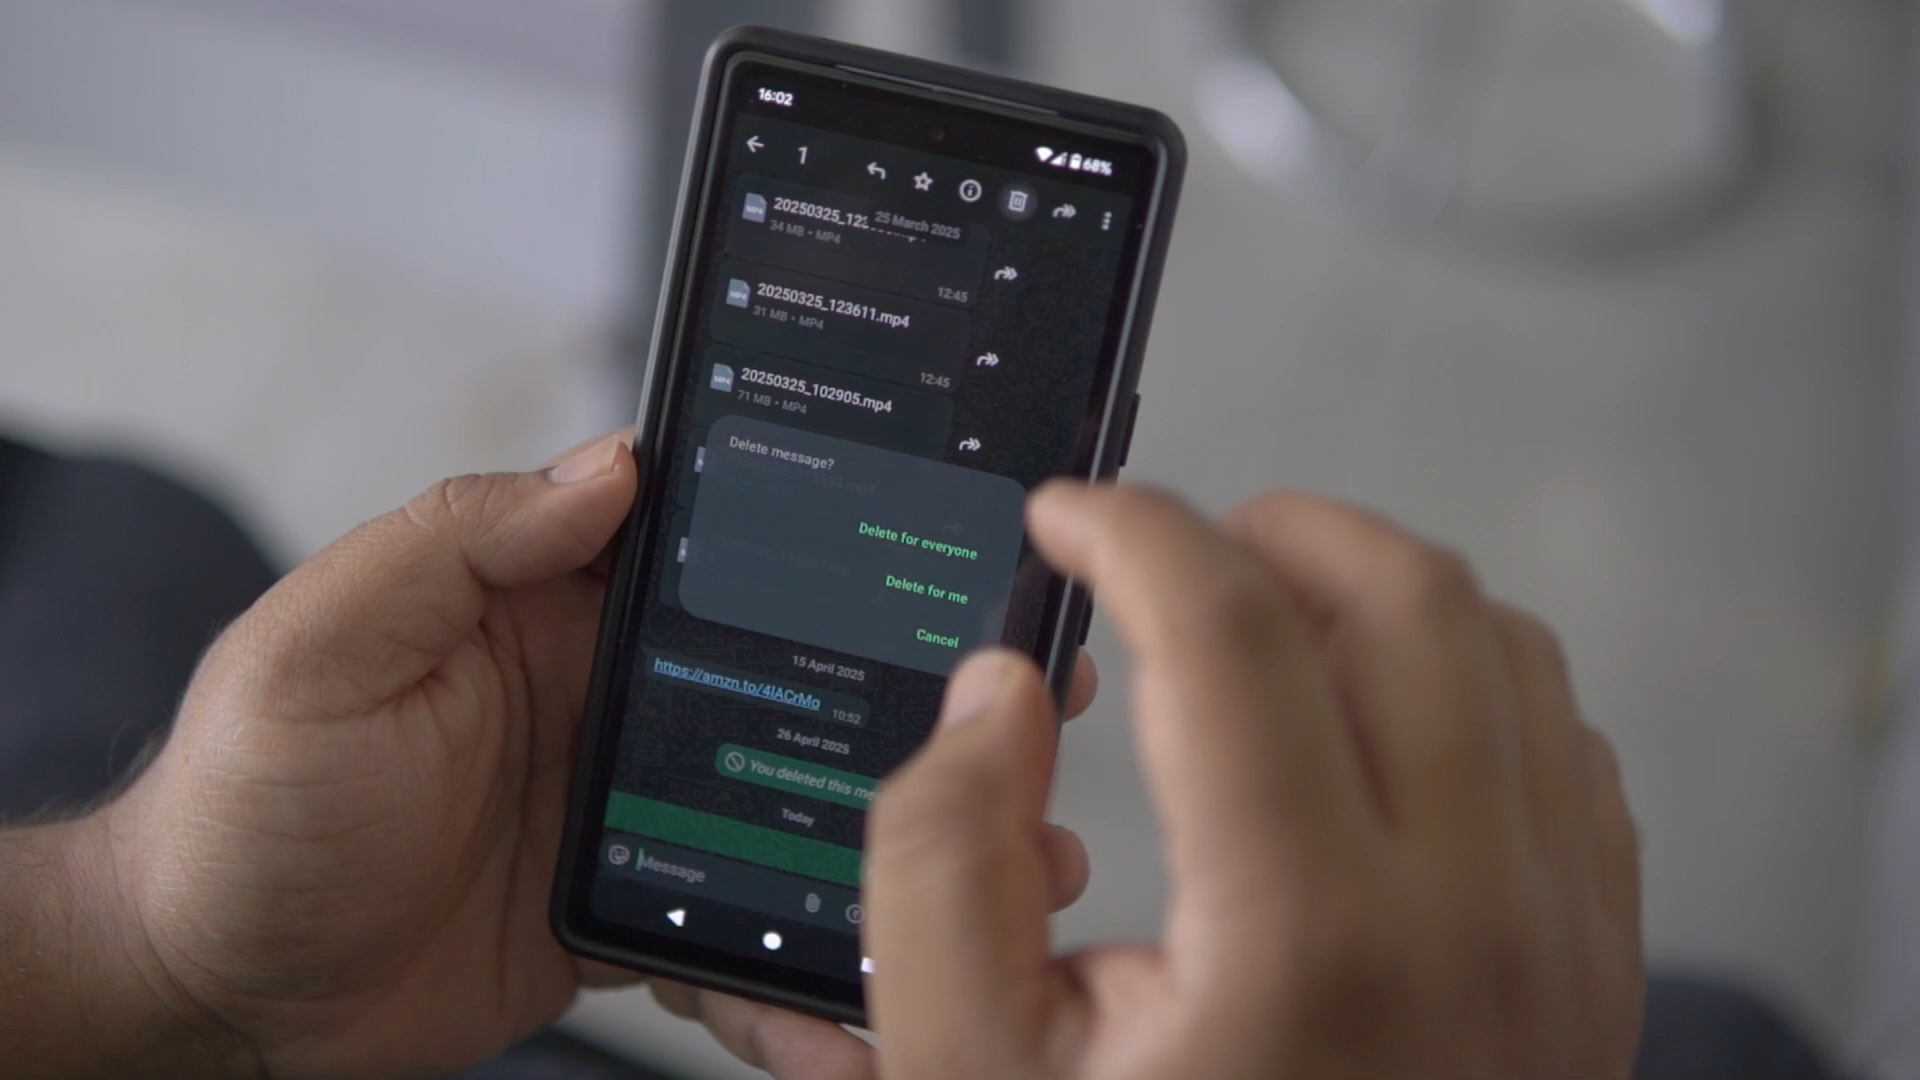 16:02
68%
1
25 March 2025
34 MB • MP4
12:45
MP4
20250325_123611.mp4
31 MB • MP4
12:45
MP4
20250325_102905.mp4
71 MB • MP4
Delete message?
Delete for everyone
Delete for me
Cancel
15 April 2025
https://amzn.to/4lACrMo
10:52
26 April 2025
You deleted this
Today
Message